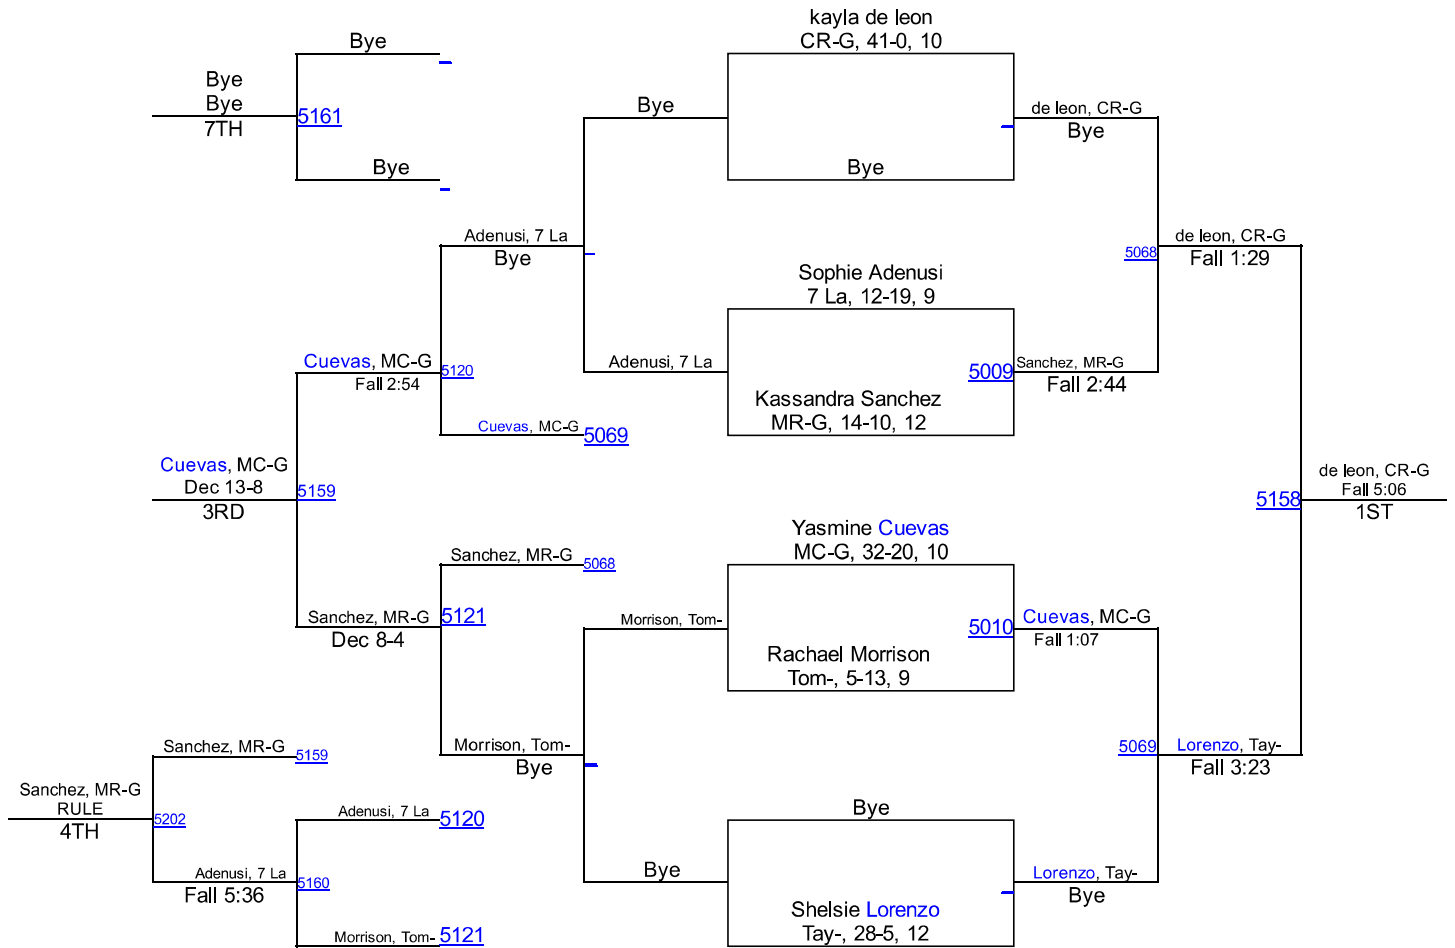 kayla de leon
CR-G, 41-0, 10
Bye
Bye
Bye
7TH
5161
Bye
Bye
de leon, CR-G
Bye
Bye
Adenusi, 7 La
Bye
5068
de leon, CR-G
Fall 1:29
Sophie Adenusi
7 La, 12-19, 9
Cuevas, MC-G
Fall 2:54
5120
Adenusi, 7 La
5009
Sanchez, MR-G
Fall 2:44
Kassandra Sanchez
MR-G, 14-10, 12
Cuevas, MC-G
5069
Cuevas, MC-G
Dec 13-8
3RD
5159
5158
de leon, CR-G
Fall 5:06
1ST
Yasmine Cuevas
MC-G, 32-20, 10
Sanchez, MR-G
5068
Sanchez, MR-G
Dec 8-4
5121
Morrison, Tom-
5010
Cuevas, MC-G
Fall 1:07
Rachael Morrison
Tom-, 5-13, 9
Sanchez, MR-G
5159
Morrison, Tom-
Bye
5069
Lorenzo, Tay-
Fall 3:23
Sanchez, MR-G
RULE
4TH
5202
Adenusi, 7 La
5120
Bye
Adenusi, 7 La
Fall 5:36
5160
Bye
Lorenzo, Tay-
Bye
Shelsie Lorenzo
Tay-, 28-5, 12
Morrison, Tom-
5121